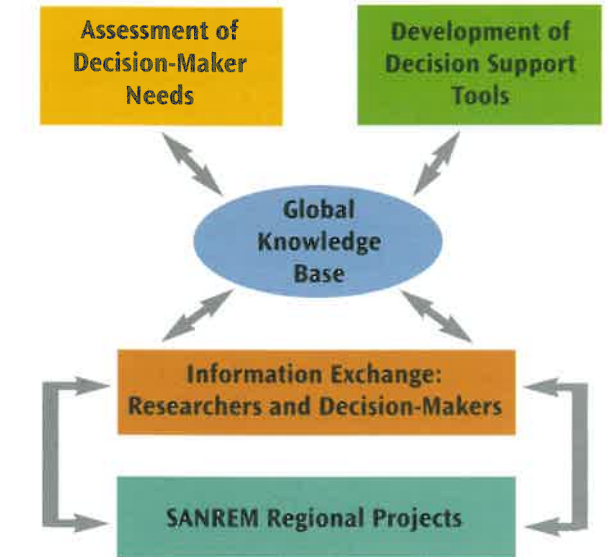 Assessment of
Decision-Maker
Needs
Development of
Decision Support
Tools
Global
Knowledge
Base
Information Exchange:
Researchers and Decision-Makers
SANREM Regional Projects